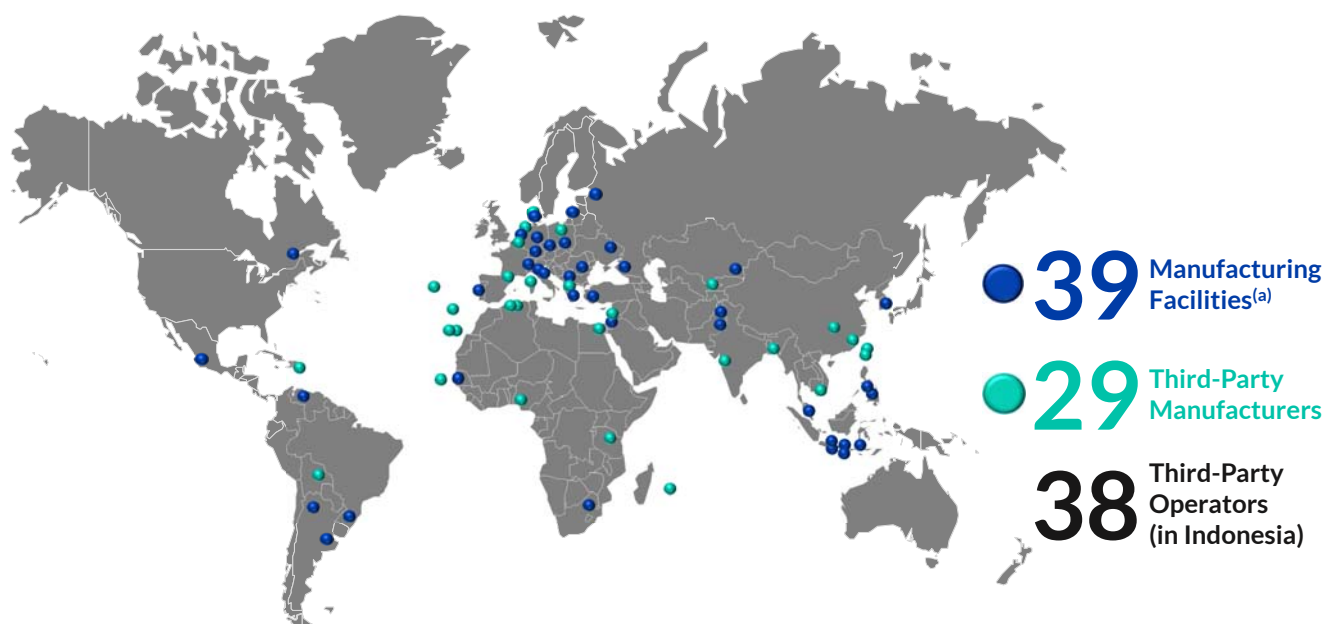 39
Manufacturing
Facilities(a)
29
Third-Party
Manufacturers
38
Third-Party
Operators
(in Indonesia)